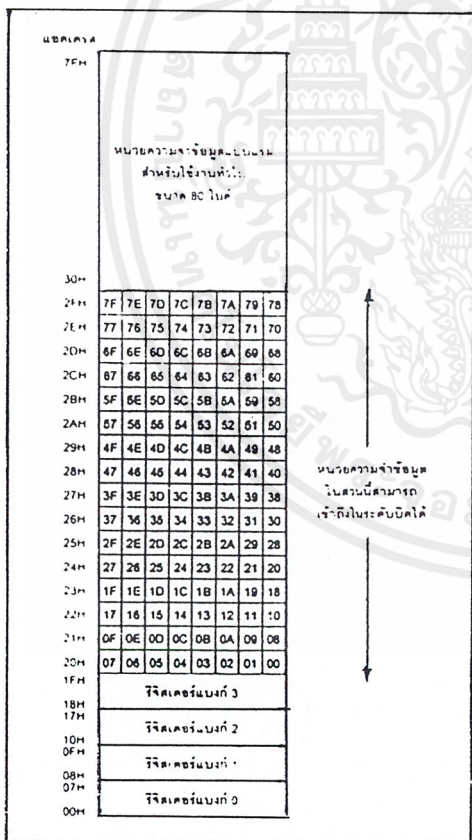 แอดเดรส
7FH
หน่วยความจำข้อมูลแบบแรม
สำหรับใช้งานทั่วไป
ขนาด 80 ไบต์
30H
2FH 7F 7E 7D 7C 7B 7A 79 78
2EH 77 76 75 74 73 72 71 70
2DH 6F 6E 6D 6C 6B 6A 69 68
2CH 67 66 65 64 63 62 61 60
2BH 5F 5E 5D 5C 5B 5A 59 58
2AH 57 56 55 54 53 52 51 50
29H 4F 4E 4D 4C 4B 4A 49 48
28H 47 46 45 44 43 42 41 40
27H 3F 3E 3D 3C 3B 3A 39 38
26H 37 36 35 34 33 32 31 30
25H 2F 2E 2D 2C 2B 2A 29 28
24H 27 26 25 24 23 22 21 20
23H 1F 1E 1D 1C 1B 1A 19 18
22H 17 16 15 14 13 12 11 10
21H 0F 0E 0D 0C 0B 0A 09 08
20H 07 06 05 04 03 02 01 00
หน่วยความจำข้อมูล
ในส่วนนี้สามารถ
เข้าถึงในระดับบิตได้
1FH
รีจิสเตอร์แบงก์ 3
18H
17H
รีจิสเตอร์แบงก์ 2
10H
0FH
รีจิสเตอร์แบงก์ 1
08H
07H
รีจิสเตอร์แบงก์ 0
00H